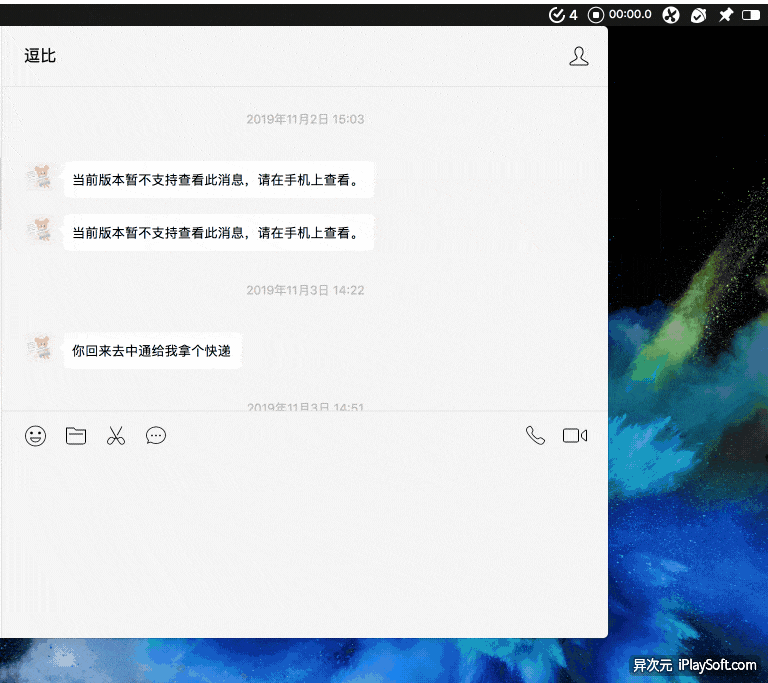 4 00:00.0
逗比
2019年11月2日 15:03
当前版本暂不支持查看此消息，请在手机上查看。
当前版本暂不支持查看此消息，请在手机上查看。
2019年11月3日 14:22
你回来去中通给我拿个快递
2019年11月3日 14:51
异次元 iPlaySoft.com